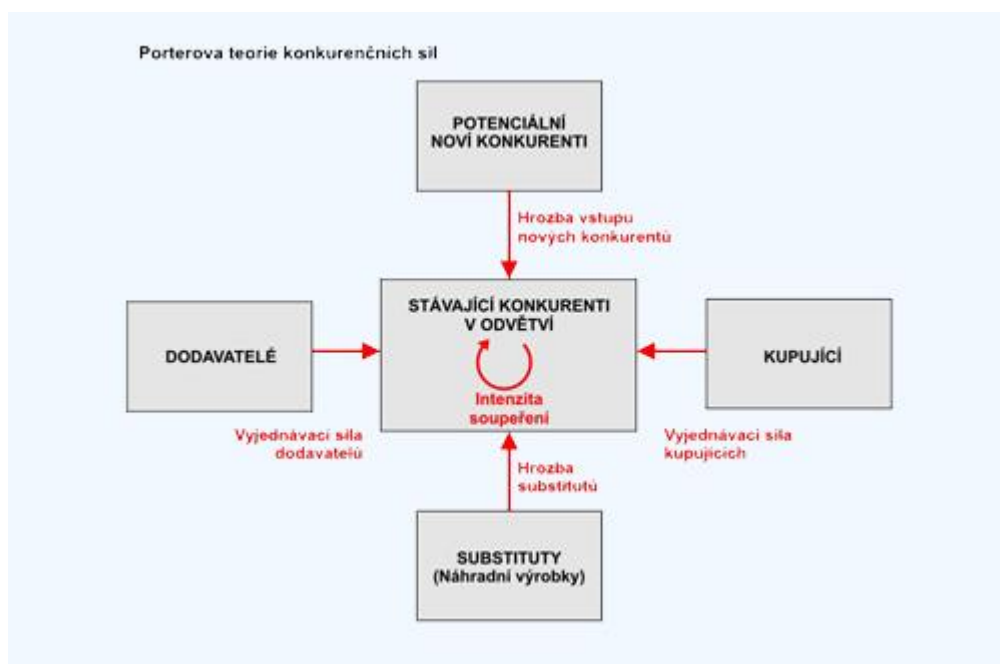 Porterova teorie konkurenčních sil
POTENCIÁLNÍ
NOVÍ KONKURENTI
Hrozba vstupu
nových konkurentů
STÁVAJÍCÍ KONKURENTI
V ODVĚTVÍ
DODAVATELÉ
KUPUJÍCÍ
Intenzita
soupeření
Vyjednávací síla
dodavatelů
Vyjednávací síla
kupujících
Hrozba
substitutů
SUBSTITUTY
(Náhradní výrobky)